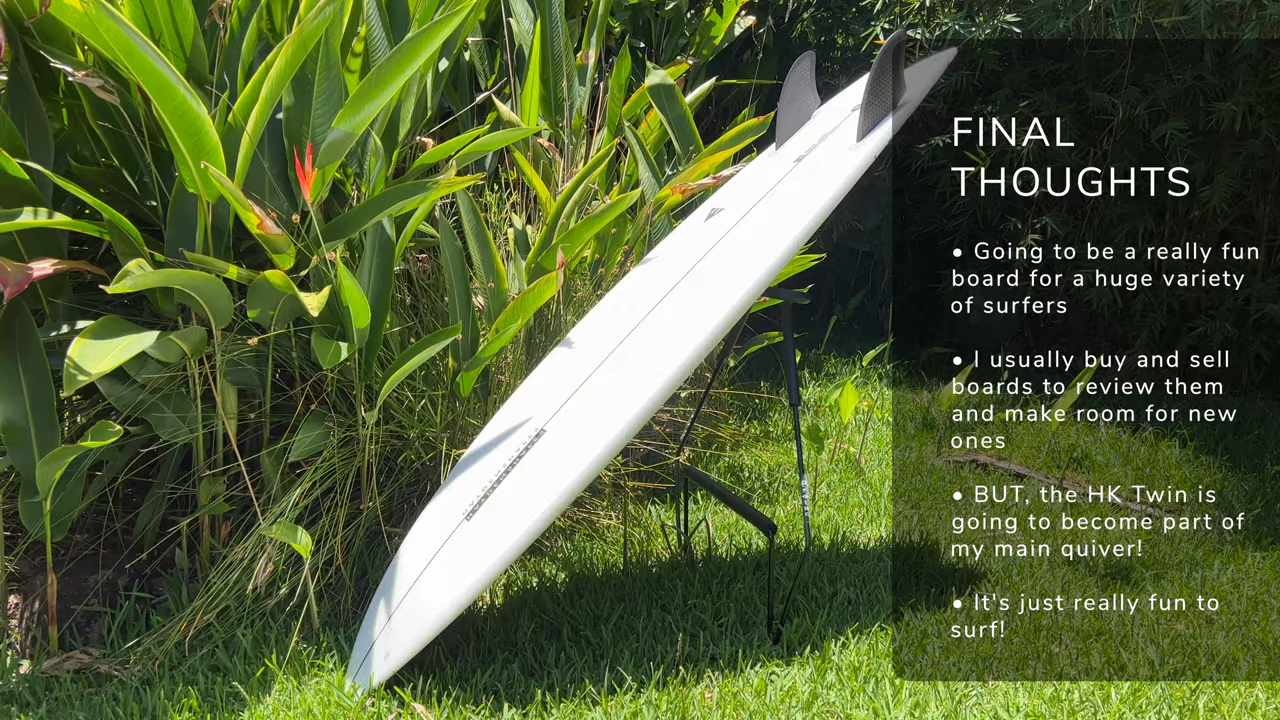 FINAL
THOUGHTS
• Going to be a really fun
board for a huge variety
of surfers
• I usually buy and sell
boards to review them
and make room for new
ones
• BUT, the HK Twin is
going to become part of
my main quiver!
• It's just really fun to
surf!